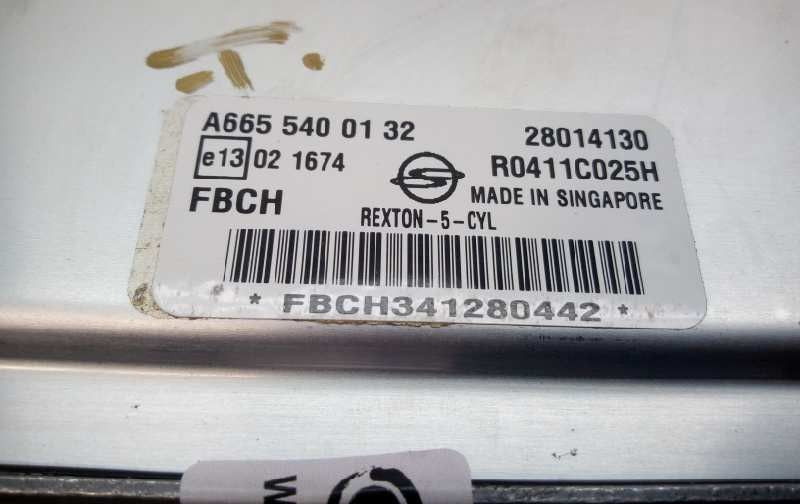 A665 540 01 32 28014130
e13 02 1674 R0411C025H
FBCH MADE IN SINGAPORE
REXTON-5-CYL
* FBCH341280442 *
W